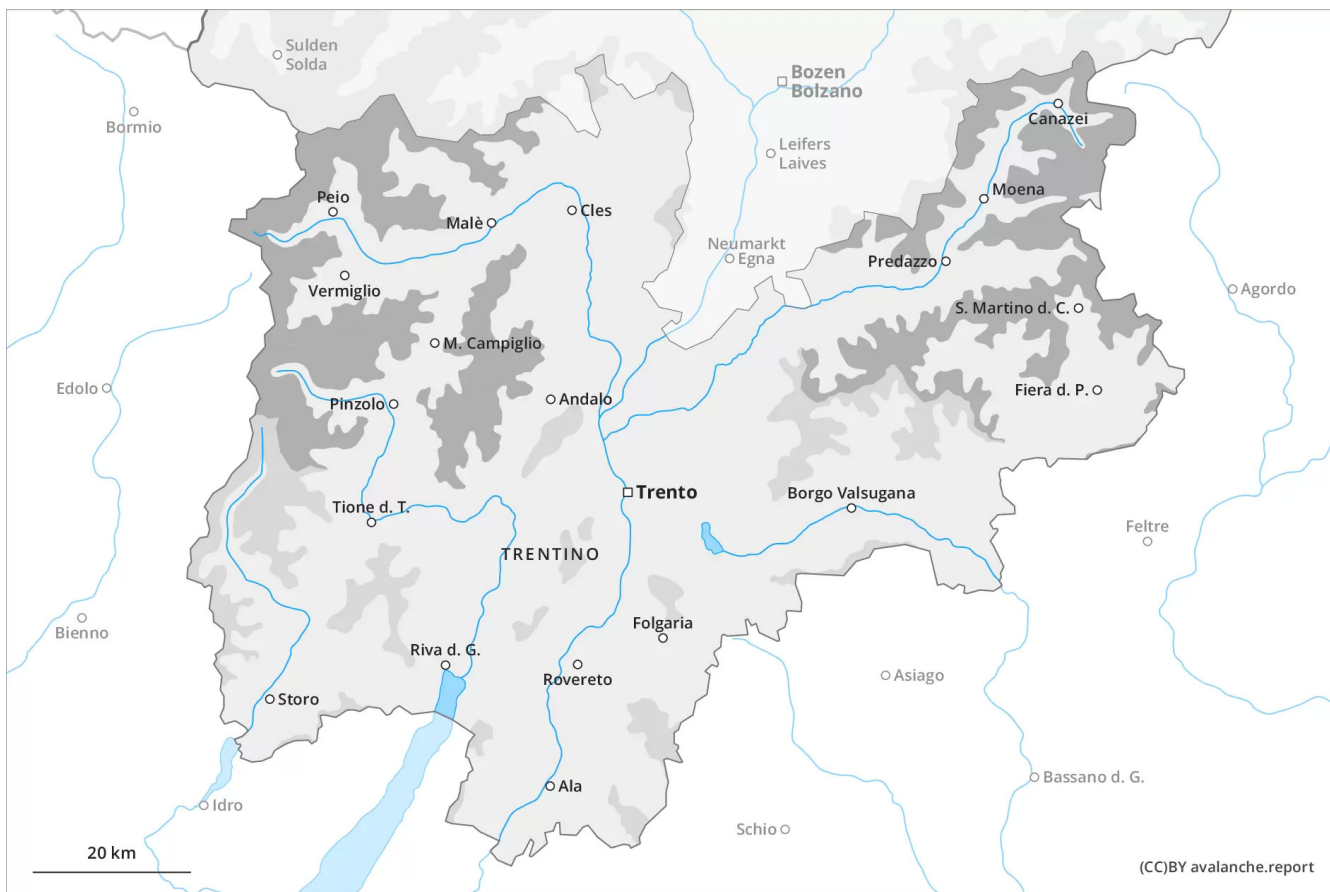 Sulden
Solda
Bozen
Bolzano
Bormio
Canazei
Leifers
Laives
Peio
Moena
Malè
Cles
Neumarkt
Egna
Predazzo
Vermiglio
Agordo
S. Martino d. C.
M. Campiglio
Edolo
Pinzolo
Andalo
Fiera d. P.
Trento
Borgo Valsugana
Tione d. T.
Feltre
TRENTINO
Bienno
Folgaria
Riva d. G.
Rovereto
Asiago
Storo
Bassano d. G.
Ala
Idro
Schio
20 km
(CC)BY avalanche.report